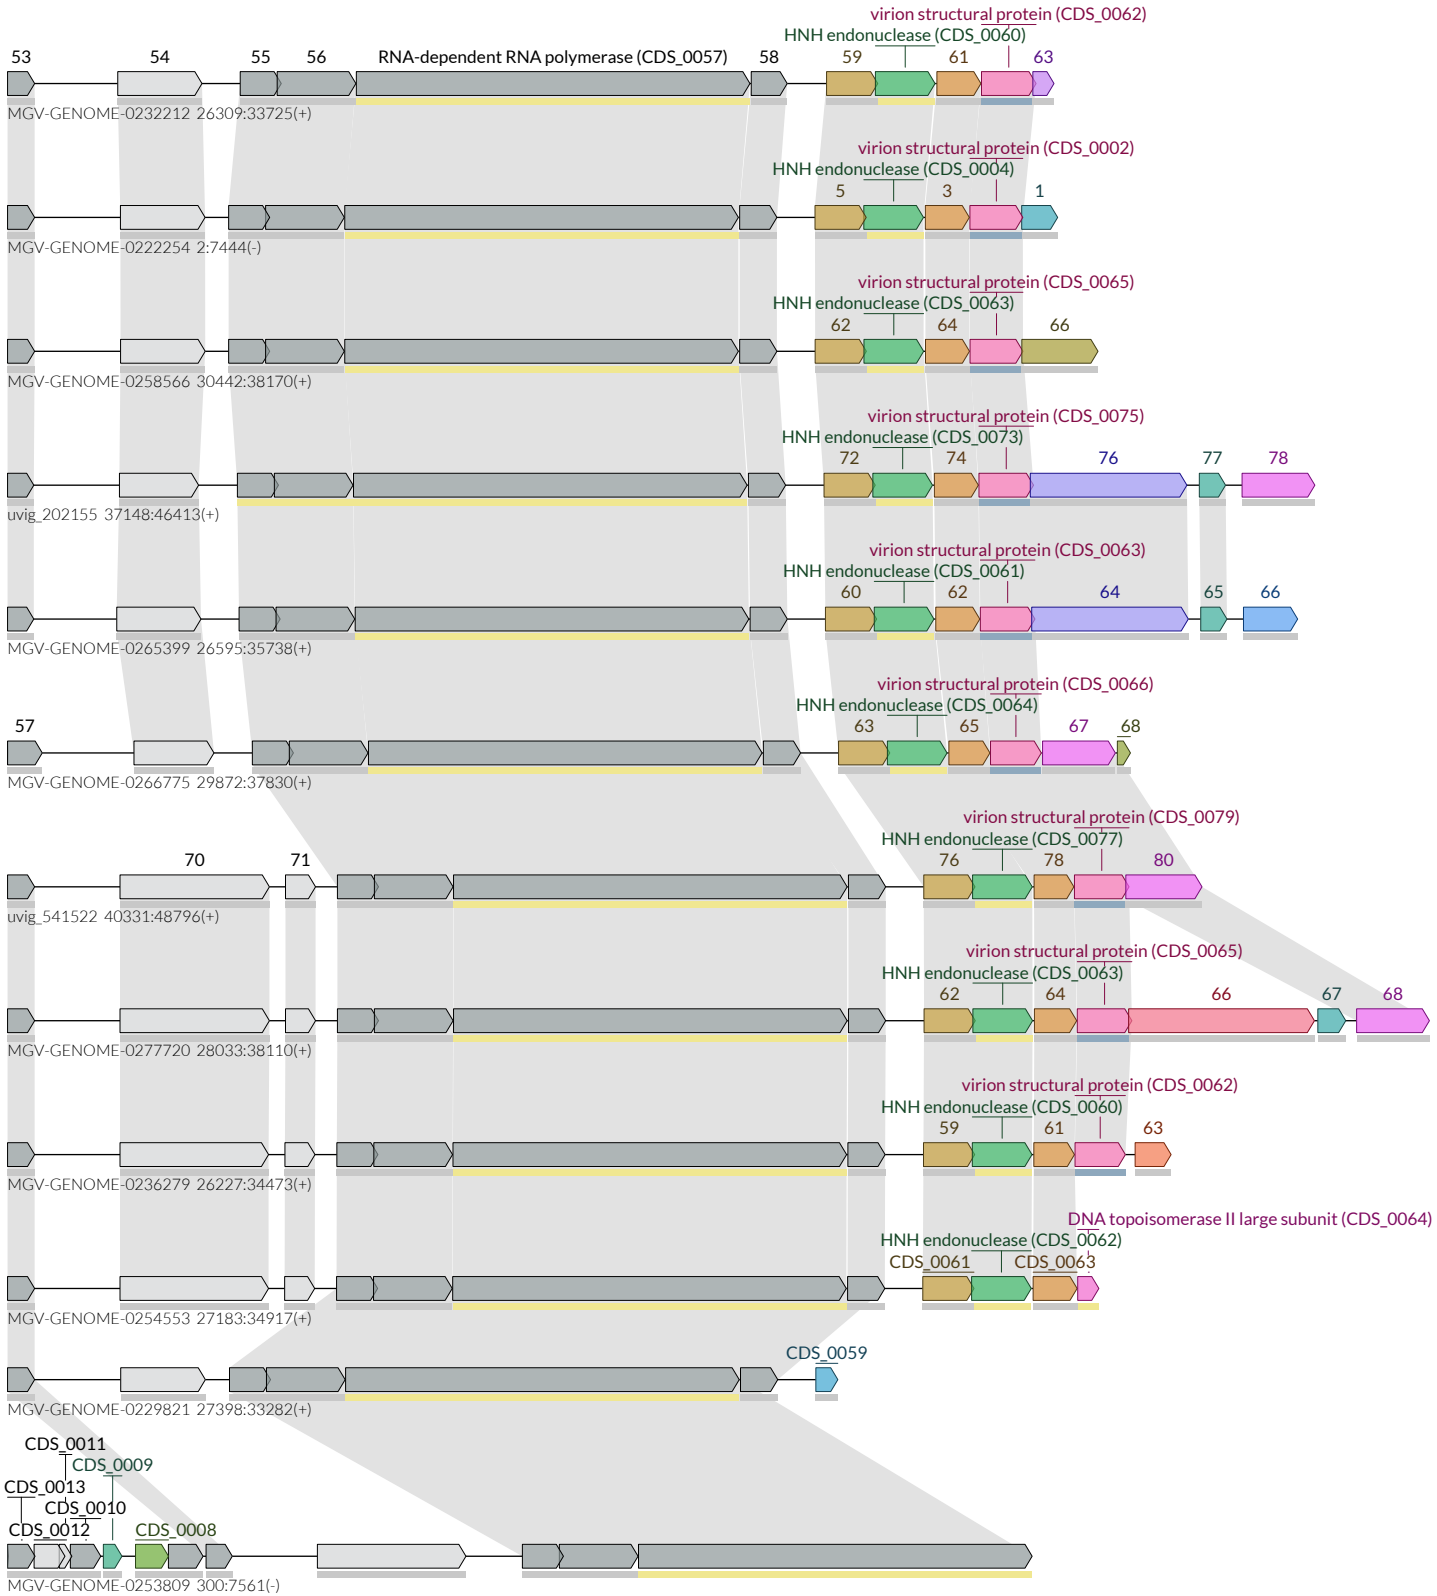 virion structural protein (CDS_0062)
HNH endonuclease (CDS_0060)
53 54 55 56 RNA-dependent RNA polymerase (CDS_0057) 58 59 61 63
MGV-GENOME-0232212 26309:33725(+)
virion structural protein (CDS_0002)
HNH endonuclease (CDS_0004)
5 3 1
MGV-GENOME-0222254 2:7444(-)
virion structural protein (CDS_0065)
HNH endonuclease (CDS_0063)
62 64 66
MGV-GENOME-0258566 30442:38170(+)
virion structural protein (CDS_0075)
HNH endonuclease (CDS_0073)
72 74 76 77 78
uvig_202155 37148:46413(+)
virion structural protein (CDS_0063)
HNH endonuclease (CDS_0061)
60 62 64 65 66
MGV-GENOME-0265399 26595:35738(+)
virion structural protein (CDS_0066)
HNH endonuclease (CDS_0064)
57 63 65 67 68
MGV-GENOME-0266775 29872:37830(+)
virion structural protein (CDS_0079)
HNH endonuclease (CDS_0077)
70 71 76 78 80
uvig_541522 40331:48796(+)
virion structural protein (CDS_0065)
HNH endonuclease (CDS_0063)
62 64 66 67 68
MGV-GENOME-0277720 28033:38110(+)
virion structural protein (CDS_0062)
HNH endonuclease (CDS_0060)
59 61 63
MGV-GENOME-0236279 26227:34473(+)
DNA topoisomerase II large subunit (CDS_0064)
HNH endonuclease (CDS_0062)
CDS_0061 CDS_0063
MGV-GENOME-0254553 27183:34917(+)
CDS_0059
MGV-GENOME-0229821 27398:33282(+)
CDS_0011
CDS_0009
CDS_0013
CDS_0010
CDS_0012 CDS_0008
MGV-GENOME-0253809 300:7561(-)